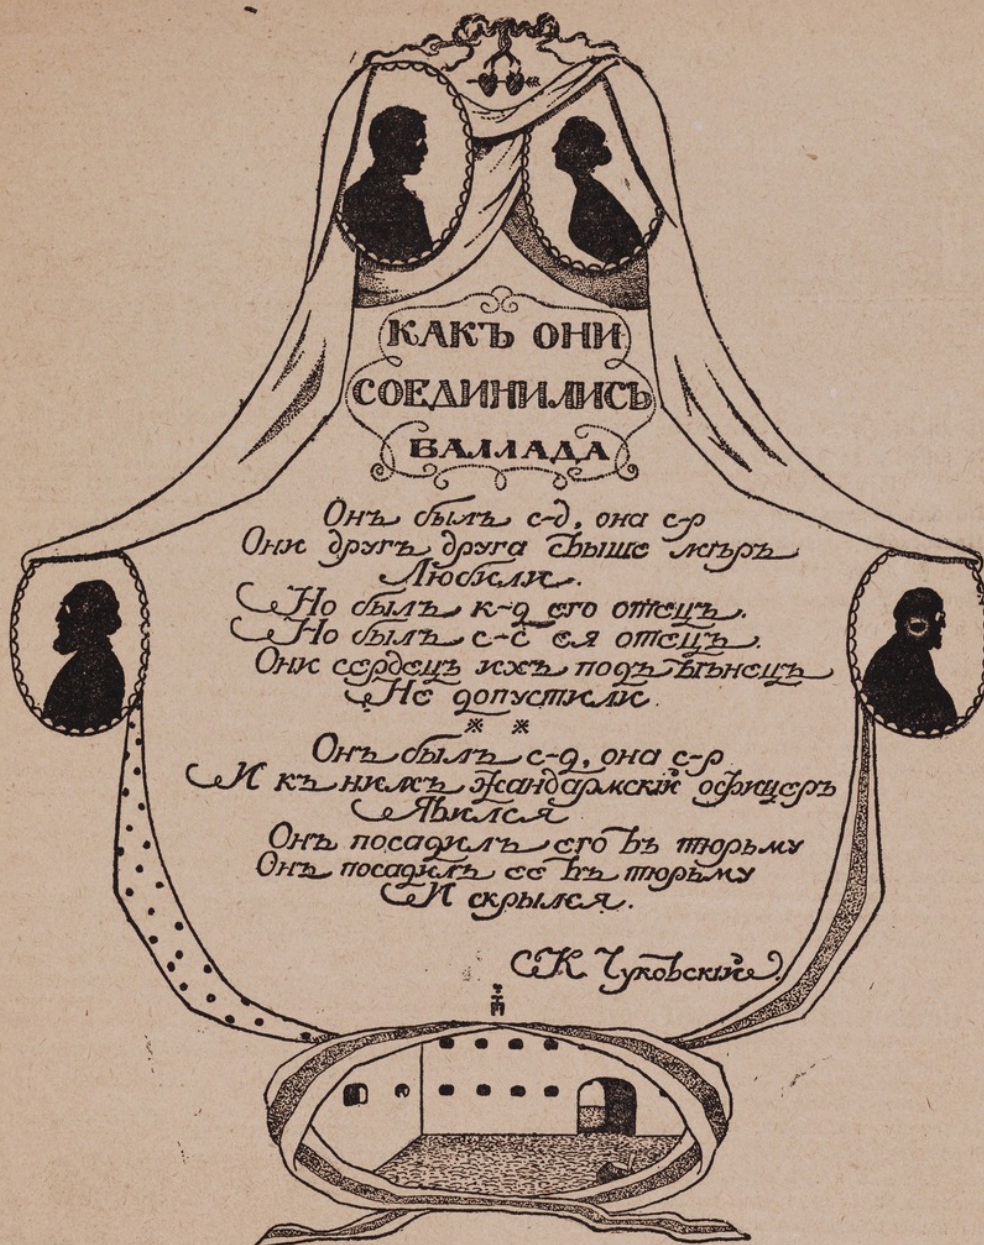 КАКЪ ОНИ
СОЕДИНИЛИСЬ
БАЛЛАДА
Онъ былъ с-д, она с-р
Они другъ друга свыше мѣръ
Любили.
Но былъ к-д его отецъ.
Но былъ с-с ея отецъ.
Они сердецъ ихъ подъ вѣнецъ
Не допустили.
※ ※
Онъ былъ с-д, она с-р
И къ нимъ жандармскій офицеръ
Явился
Онъ посадилъ его въ тюрьму
Онъ посадилъ ее въ тюрьму
И скрылся.
К Чуковскій.